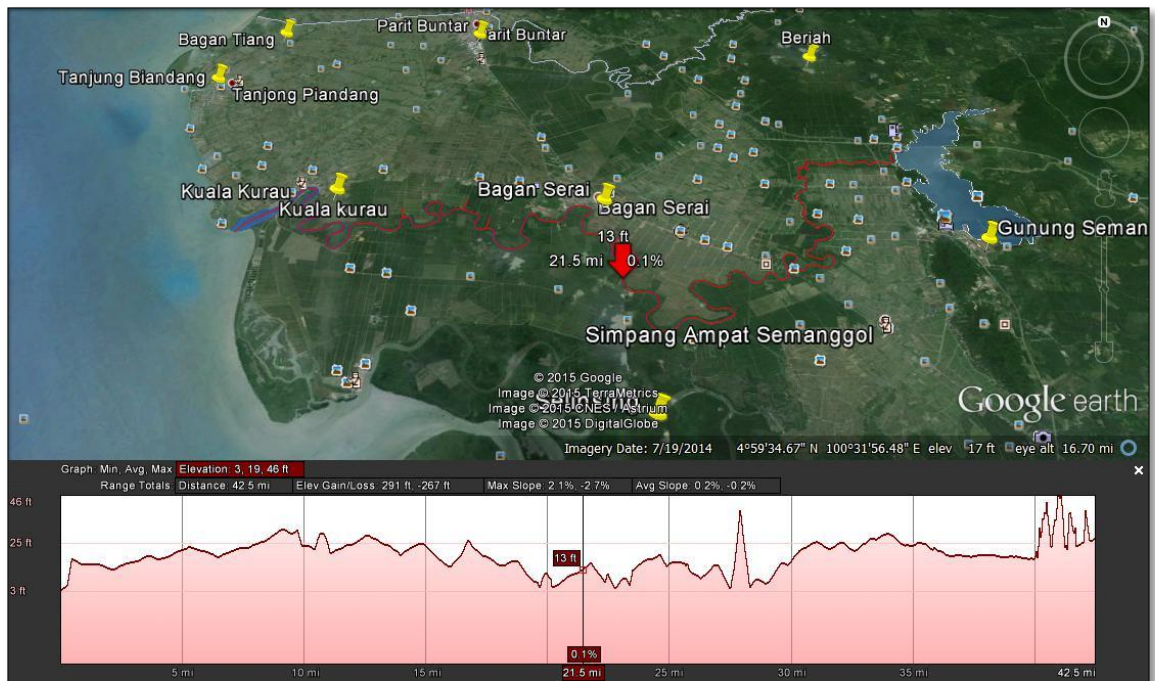 N
Parit Buntar
Parit Buntar
Bagan Tiang
Beriah
Tanjung Biandang
Tanjong Piandang
Kuala Kurau
Kuala kurau
Bagan Serai
Bagan Serai
Gunung Seman
13 ft
21.5 mi 0.1%
Simpang Ampat Semanggol
© 2015 Google
Image © 2015 TerraMetrics
Image © 2015 CNES / Astrium
Image © 2015 DigitalGlobe
Google earth
Imagery Date: 7/19/2014 4°59'34.67" N 100°31'56.48" E elev 17 ft eye alt 16.70 mi
Graph: Min, Avg, Max Elevation: 3, 19, 46 ft
Range Totals: Distance: 42.5 mi Elev Gain/Loss: 291 ft, -267 ft Max Slope: 2.1%, -2.7% Avg Slope: 0.2%, -0.2%
46 ft
25 ft
13 ft
3 ft
0.1%
5 mi 10 mi 15 mi 21.5 mi 25 mi 30 mi 35 mi 42.5 mi